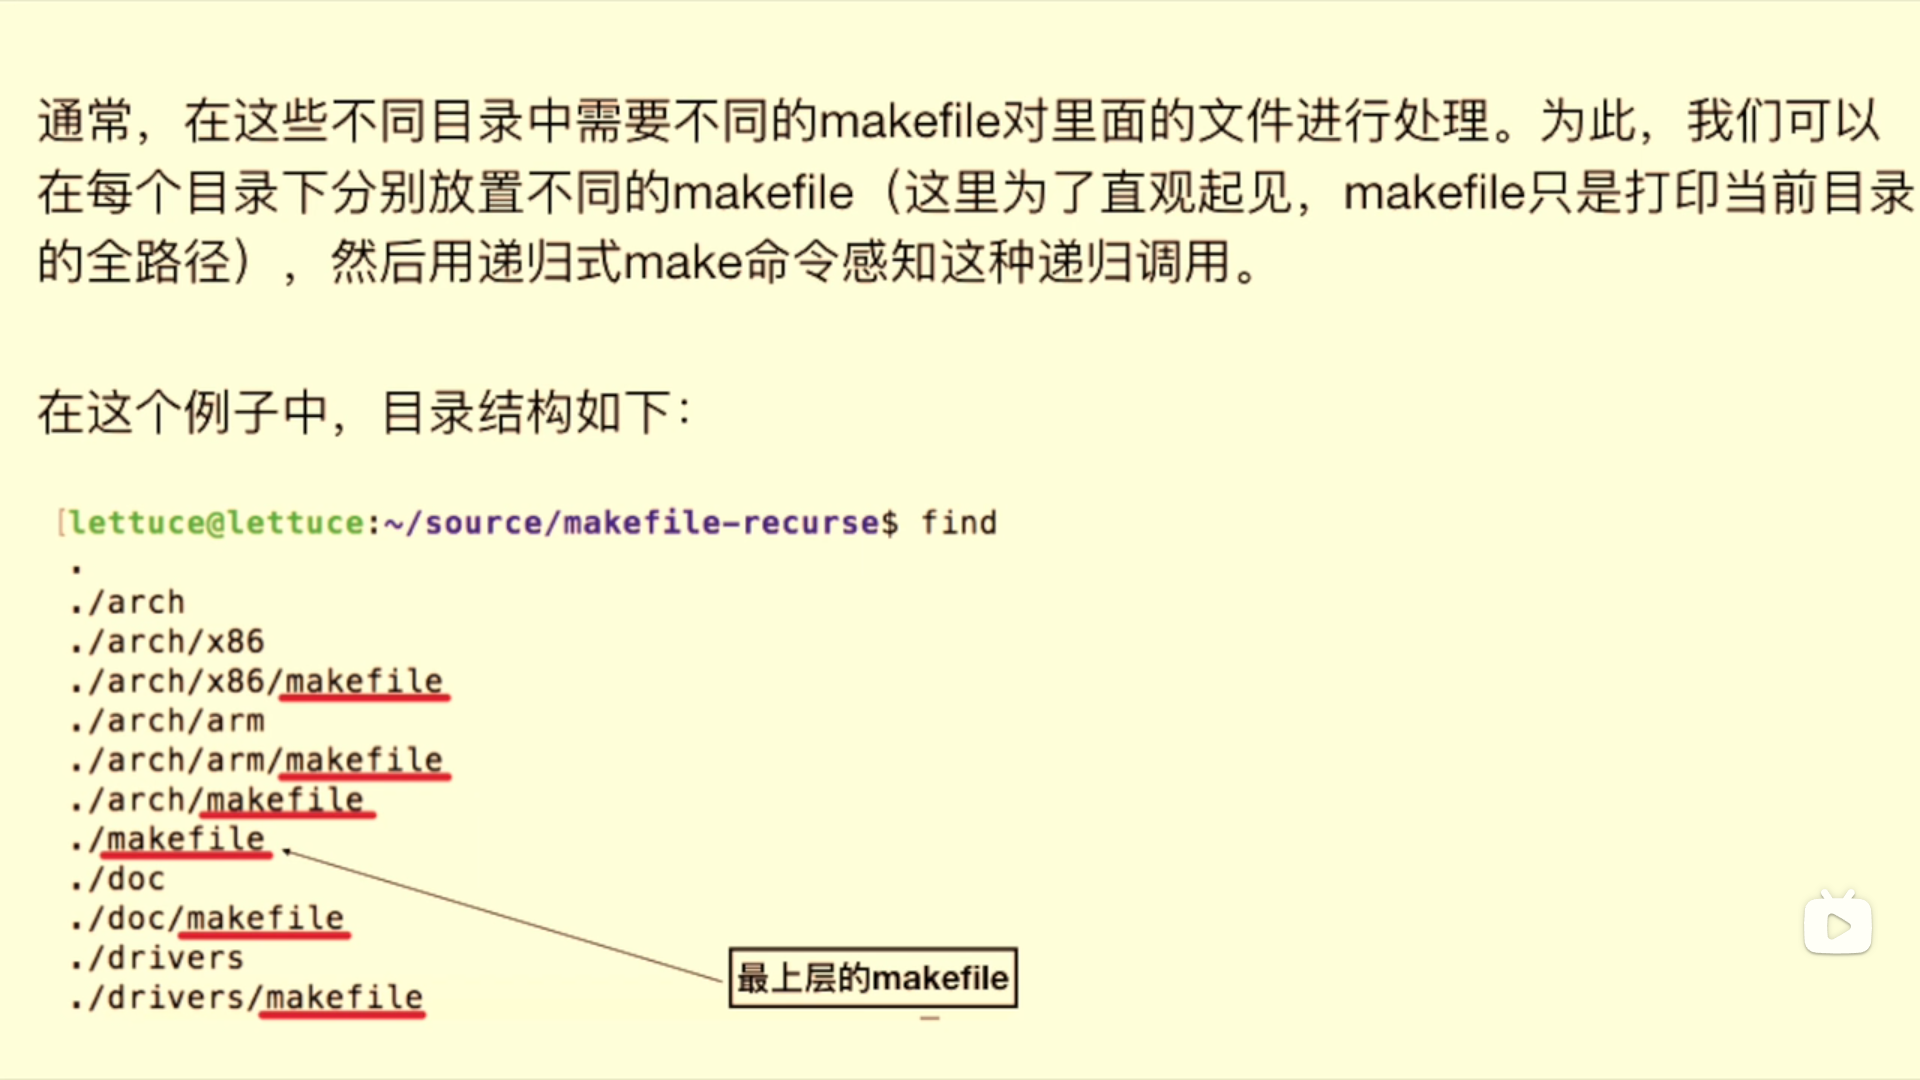 通常，在这些不同目录中需要不同的makefile对里面的文件进行处理。为此，我们可以
在每个目录下分别放置不同的makefile（这里为了直观起见，makefile只是打印当前目录
的全路径），然后用递归式make命令感知这种递归调用。
在这个例子中，目录结构如下：
[lettuce@lettuce:~/source/makefile-recurse$ find
.
./arch
./arch/x86
./arch/x86/makefile
./arch/arm
./arch/arm/makefile
./arch/makefile
./makefile
./doc
./doc/makefile
./drivers
./drivers/makefile
最上层的makefile